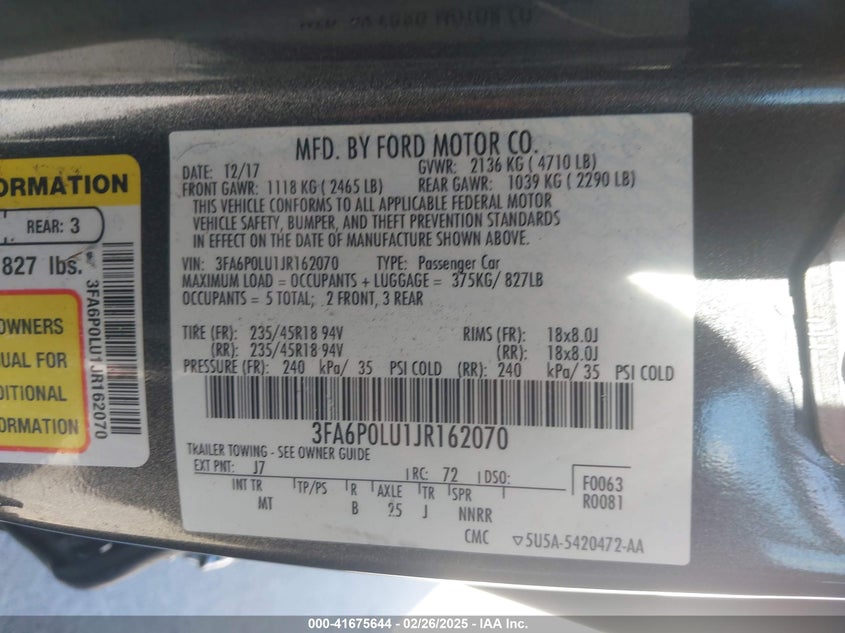 MFD. BY FORD MOTOR CO.
DATE: 12/17 GVWR: 2136 KG ( 4710 LB)
FRONT GAWR: 1118 KG ( 2465 LB) REAR GAWR: 1039 KG ( 2290 LB)
THIS VEHICLE CONFORMS TO ALL APPLICABLE FEDERAL MOTOR
VEHICLE SAFETY, BUMPER, AND THEFT PREVENTION STANDARDS
IN EFFECT ON THE DATE OF MANUFACTURE SHOWN ABOVE.
VIN: 3FA6P0LU1JR162070 TYPE: Passenger Car
MAXIMUM LOAD = OCCUPANTS + LUGGAGE = 375KG/ 827LB
OCCUPANTS = 5 TOTAL; 2 FRONT, 3 REAR
TIRE (FR): 235/45R18 94V RIMS (FR): 18x8.0J
(RR): 235/45R18 94V (RR): 18x8.0J
PRESSURE (FR): 240 kPa/ 35 PSI COLD (RR): 240 kPa/ 35 PSI COLD
3FA6P0LU1JR162070
TRAILER TOWING - SEE OWNER GUIDE
EXT PNT: J7 RC: 72 DSO:
F0063
R0081
INT TR TP/PS R AXLE TR SPR
MT B 25 J NNRR
CMC ▽5U5A-5420472-AA
ORMATION
REAR: 3
827 lbs.
OWNERS
UAL FOR
DITIONAL
FORMATION
3FA6P0LU1JR162070
000-41675644 - 02/26/2025 - IAA Inc.